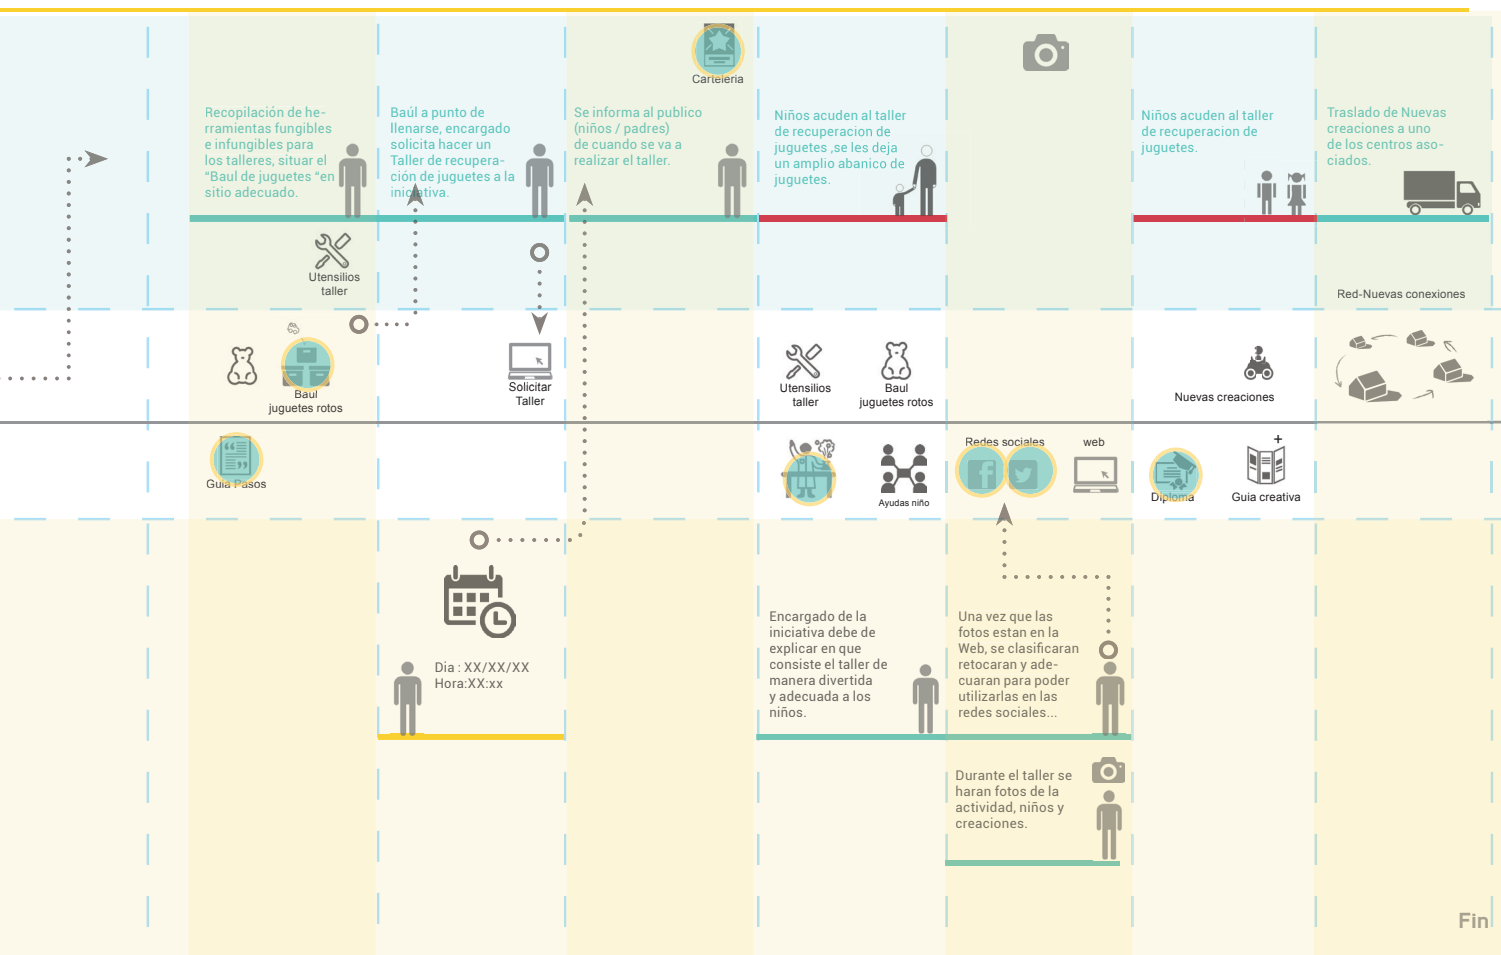 Carteleria
Recopilación de he-
rramientas fungibles
e infungibles para
los talleres, situar el
“Baul de juguetes “en
sitio adecuado.
Baúl a punto de
llenarse, encargado
solicita hacer un
Taller de recupera-
ción de juguetes a la
iniciativa.
Se informa al publico
(niños / padres)
de cuando se va a
realizar el taller.
Niños acuden al taller
de recuperacion de
juguetes ,se les deja
un amplio abanico de
juguetes.
Niños acuden al taller
de recuperacion de
juguetes.
Traslado de Nuevas
creaciones a uno
de los centros aso-
ciados.
Utensilios
taller
Red-Nuevas conexiones
Baul
juguetes rotos
Solicitar
Taller
Utensilios
taller
Baul
juguetes rotos
Nuevas creaciones
Guia Pasos
Ayudas niño
Redes sociales
web
Diploma
+
Guia creativa
Dia : XX/XX/XX
Hora:XX:xx
Encargado de la
iniciativa debe de
explicar en que
consiste el taller de
manera divertida
y adecuada a los
niños.
Una vez que las
fotos estan en la
Web, se clasificaran
retocaran y ade-
cuaran para poder
utilizarlas en las
redes sociales...
Durante el taller se
haran fotos de la
actividad, niños y
creaciones.
Fin